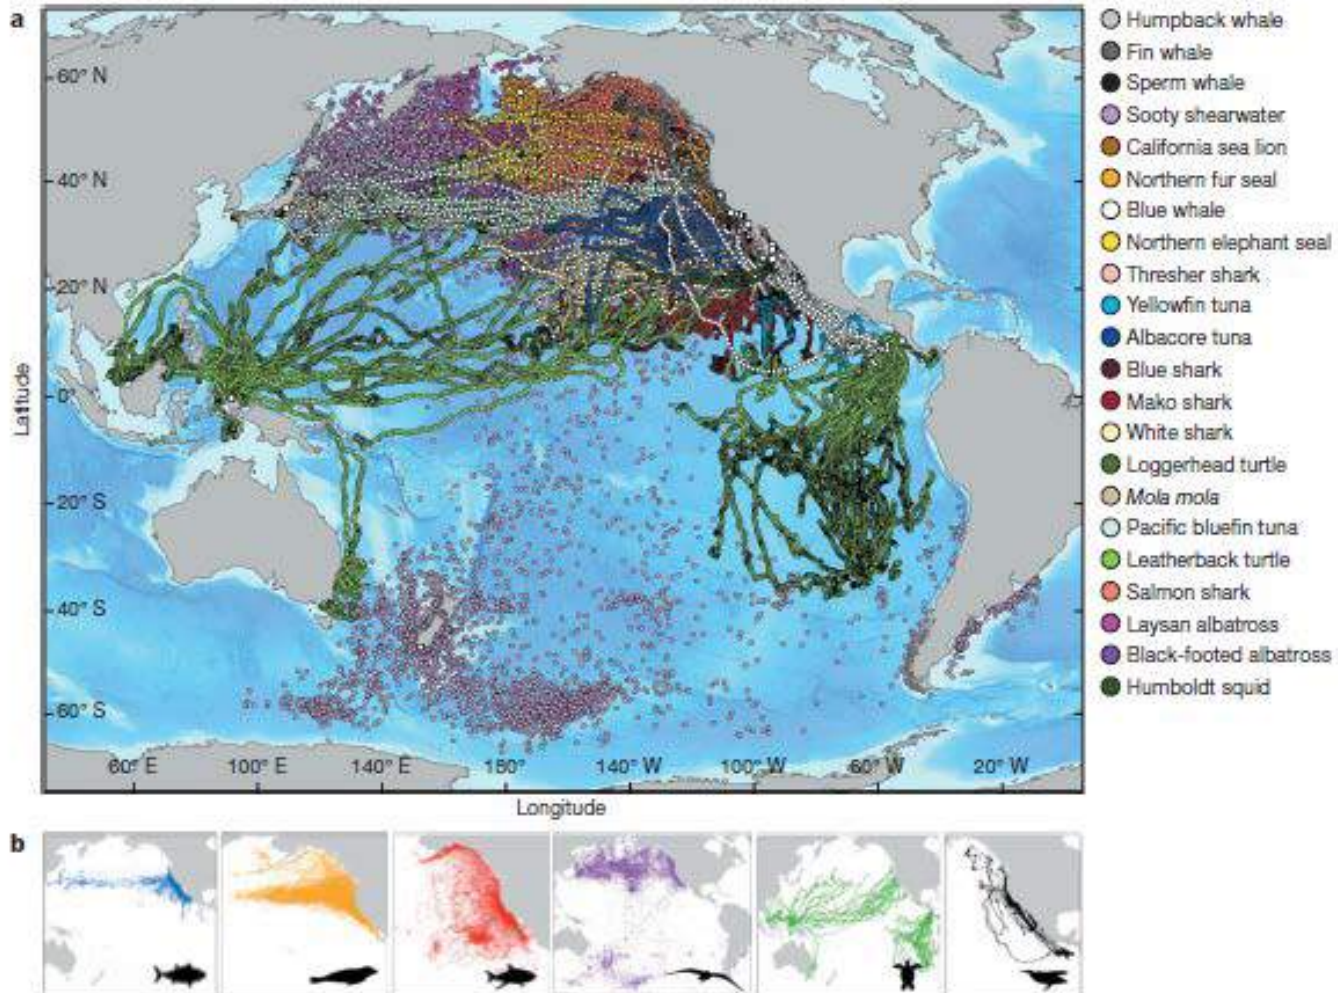 a
60° N
40° N
20° N
0°
20° S
40° S
60° S
Latitude
60° E
100° E
140° E
180°
140° W
100° W
60° W
20° W
Longitude
Humpback whale
Fin whale
Sperm whale
Sooty shearwater
California sea lion
Northern fur seal
Blue whale
Northern elephant seal
Thresher shark
Yellowfin tuna
Albacore tuna
Blue shark
Mako shark
White shark
Loggerhead turtle
Mola mola
Pacific bluefin tuna
Leatherback turtle
Salmon shark
Laysan albatross
Black-footed albatross
Humboldt squid
b